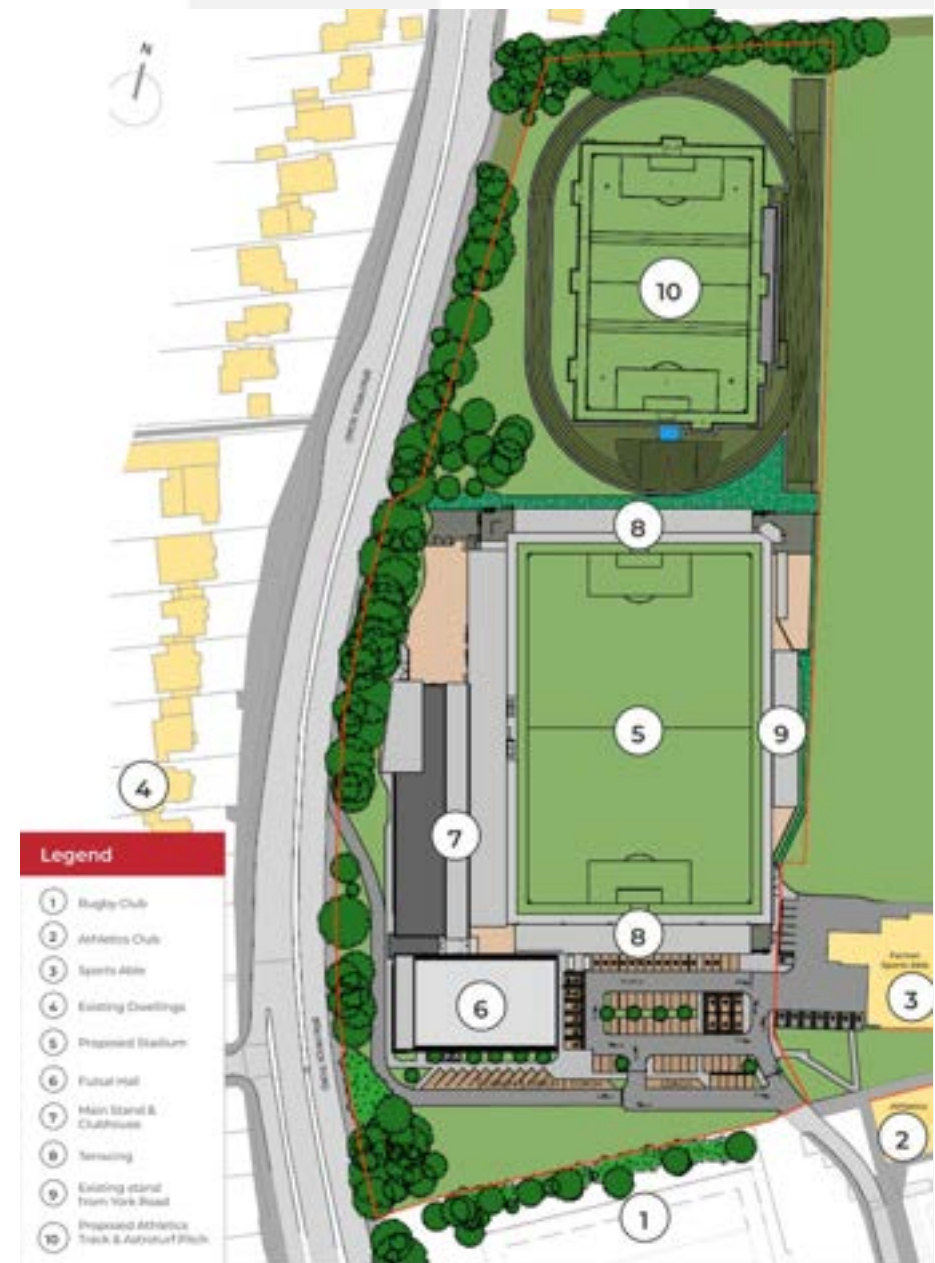 N
10
8
5
9
4
7
8
6
3
2
1
Legend
1 Rugby Club
2 Athletics Club
3 Sports Able
4 Existing Dwellings
5 Proposed Stadium
6 Futsal Hall
7 Main Stand &
Clubhouse
8 Terracing
9 Existing stand
from York Road
10 Proposed Athletics
Track & Astroturf Pitch